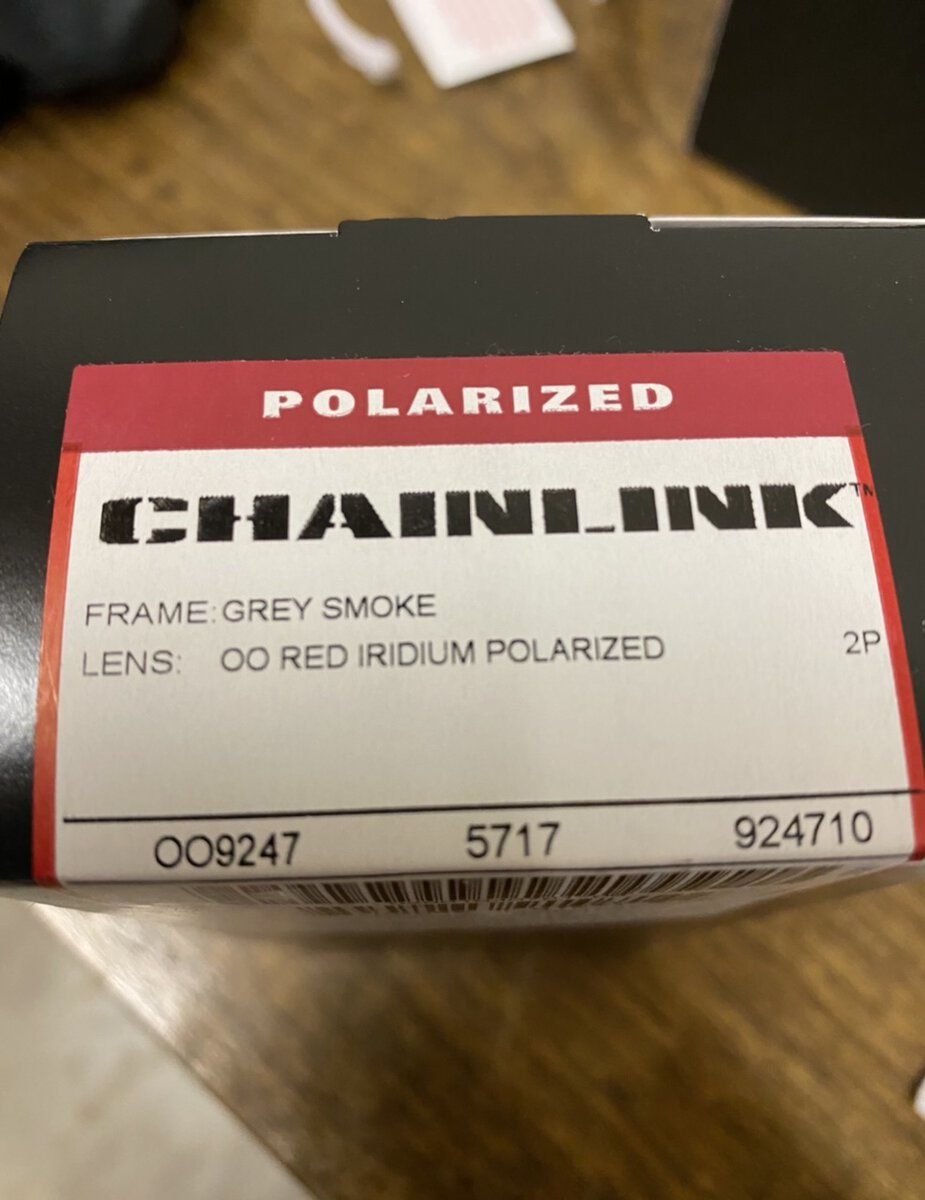 POLARIZED
CHAINLINK™
FRAME: GREY SMOKE
LENS: OO RED IRIDIUM POLARIZED 2P
OO9247 5717 924710